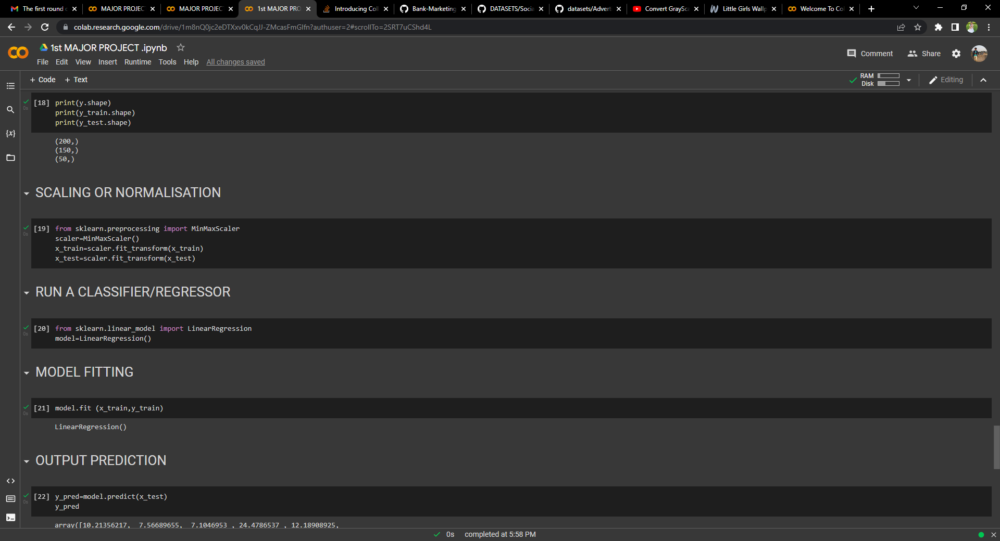 The first round c
MAJOR PROJEC
MAJOR PROJEC
1st MAJOR PRO
Introducing Col
Bank-Marketing
DATASETS/Socia
datasets/Advert
Convert GraySca
Little Girls Wallp
Welcome To Co
colab.research.google.com/drive/1m8nQ0jc2eDTXxv0kCqJJ-ZMcasFmGlfn?authuser=2#scrollTo=2SRT7uCShd4L
1st MAJOR PROJECT .ipynb
Comment
Share
File Edit View Insert Runtime Tools Help All changes saved
+ Code + Text
RAM
Disk
Editing
[18] print(y.shape)
0s
print(y_train.shape)
print(y_test.shape)
(200,)
(150,)
(50,)
SCALING OR NORMALISATION
[19] from sklearn.preprocessing import MinMaxScaler
0s
scaler=MinMaxScaler()
x_train=scaler.fit_transform(x_train)
x_test=scaler.fit_transform(x_test)
RUN A CLASSIFIER/REGRESSOR
[20] from sklearn.linear_model import LinearRegression
0s
model=LinearRegression()
MODEL FITTING
[21] model.fit (x_train,y_train)
0s
LinearRegression()
OUTPUT PREDICTION
[22] y_pred=model.predict(x_test)
0s
y_pred
array([10.21356217, 7.56689655, 7.1046953 , 24.4786537 , 12.18908925,
0s completed at 5:58 PM